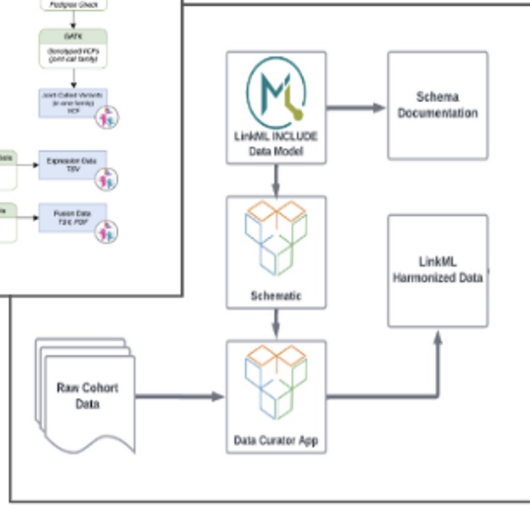 Pedigree Check
GATK
Genotyped VCFs
(joint-call family)
Joint-Called Variants
(in one family)
VCF
Expression Data
TSV
Fusion Data
TSV, PDF
LinkML INCLUDE
Data Model
Schema
Documentation
Schematic
LinkML
Harmonized Data
Raw Cohort
Data
Data Curator App